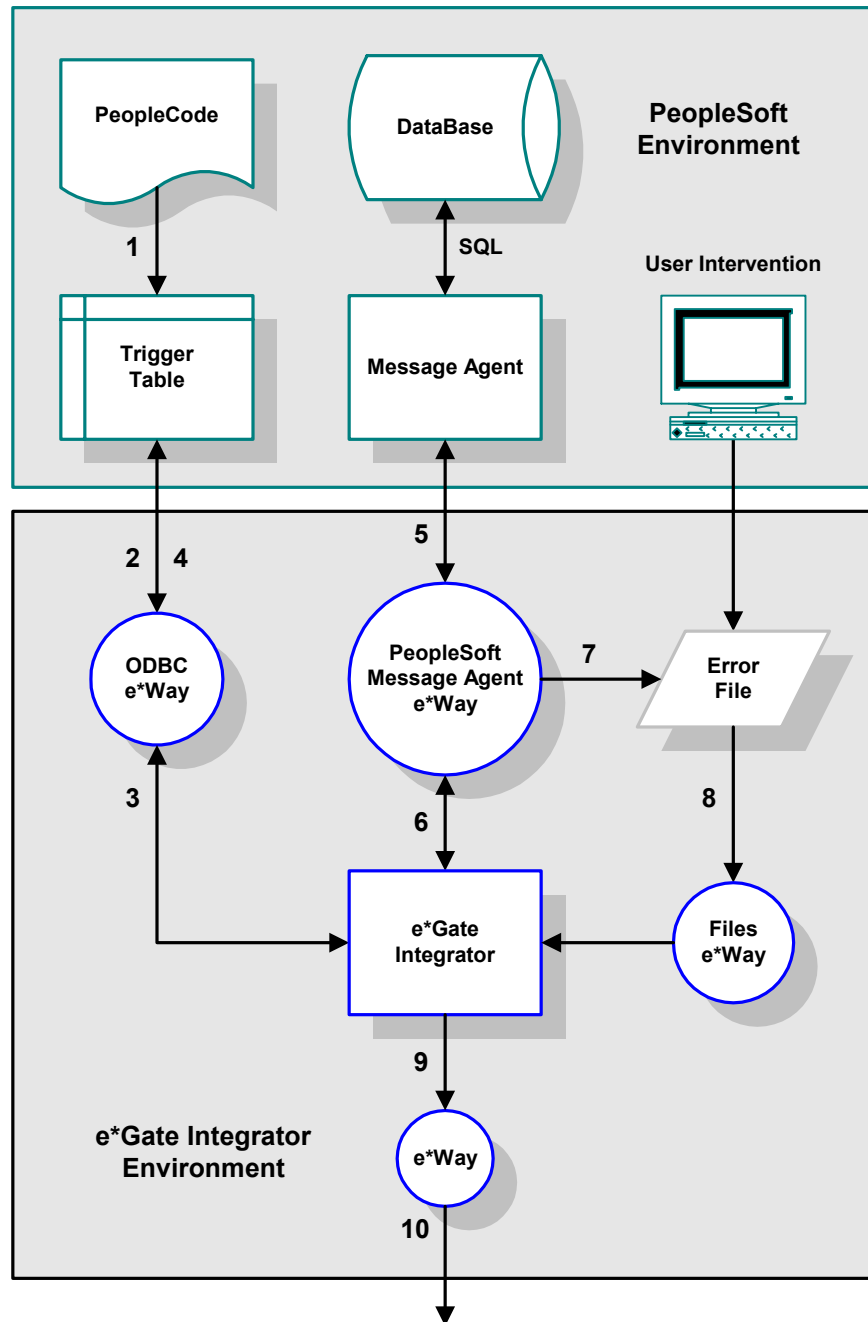 PeopleCode
DataBase
PeopleSoft
Environment
1
SQL
User Intervention
Trigger
Table
Message Agent
2 4
5
ODBC
e*Way
PeopleSoft
Message Agent
e*Way
7
Error
File
3
6
8
e*Gate
Integrator
Files
e*Way
9
e*Gate Integrator
Environment
e*Way
10